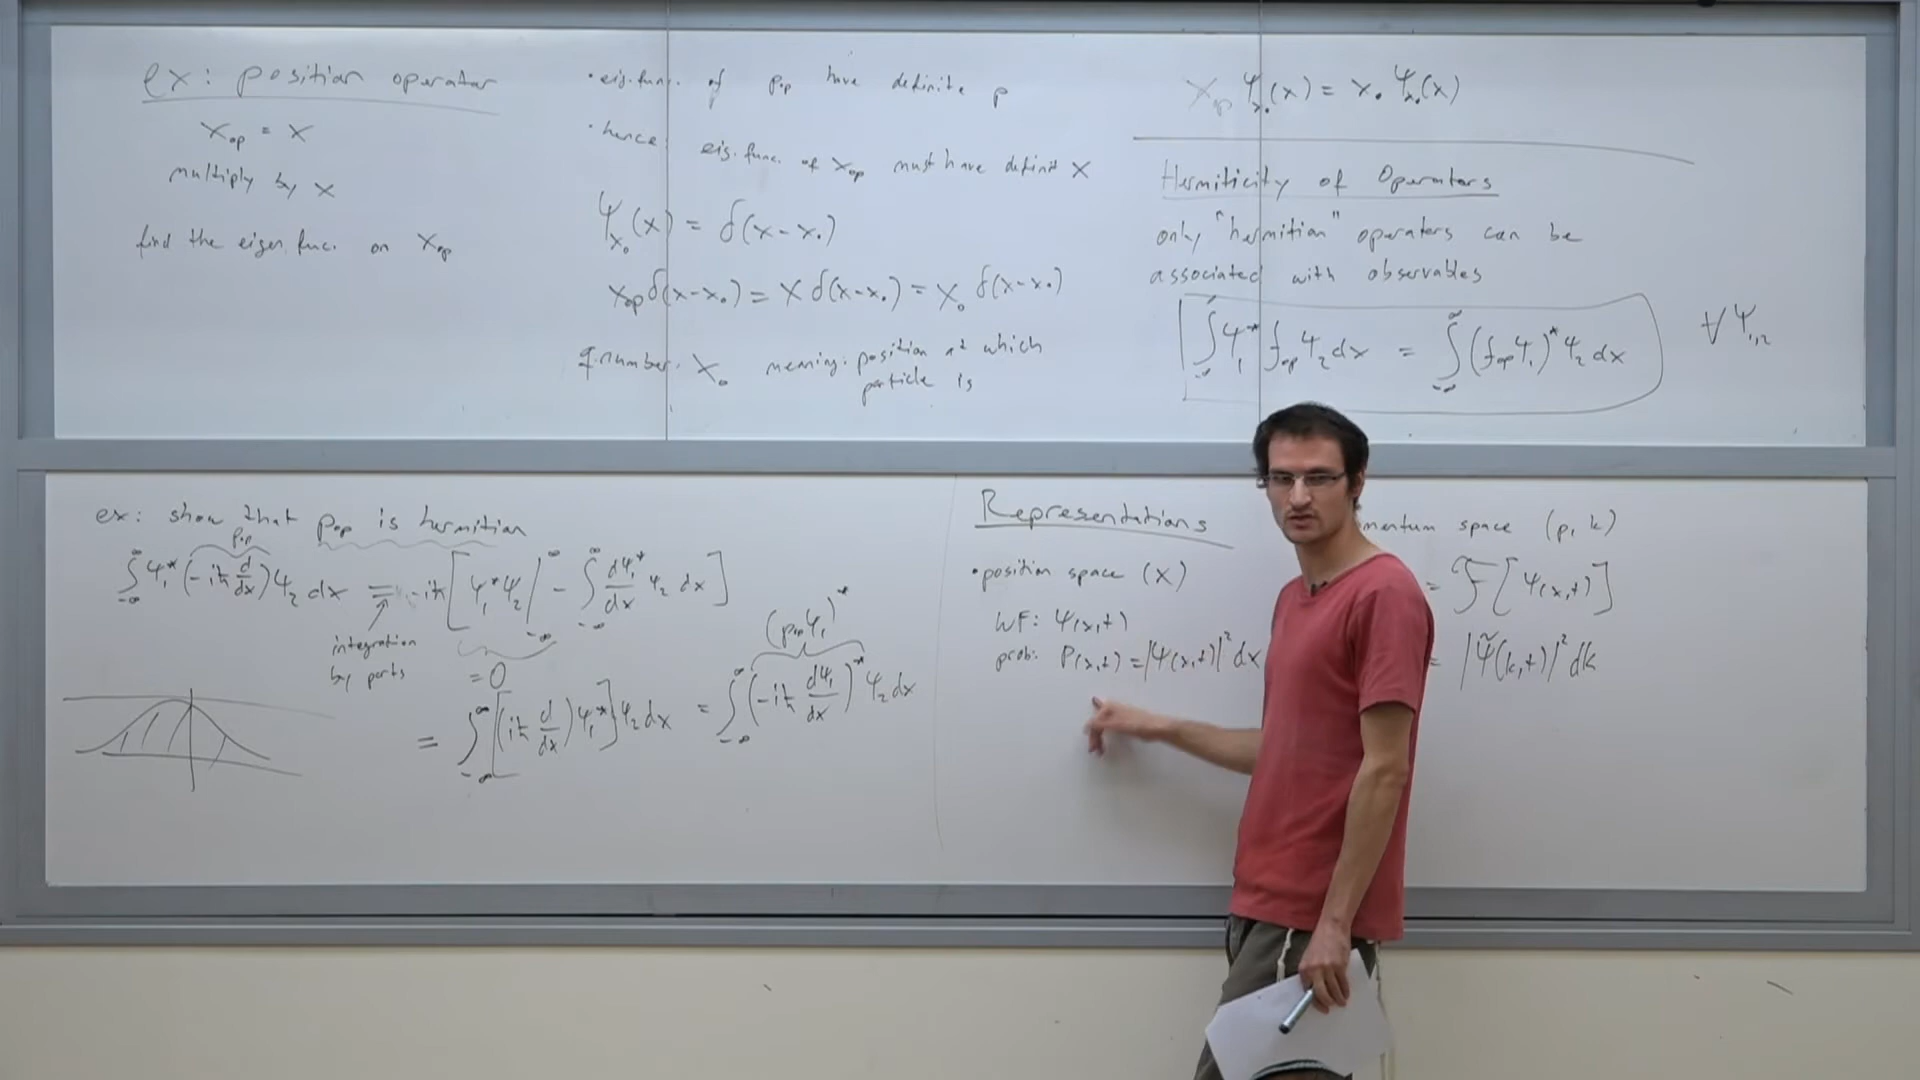 ex: position operator
X_op = X
multiply by x
find the eigen.func. on X_op
• eig.func. of p_op have definite p
• hence eig.func. of X_op must have definit X
Ψ_x₀(x) = δ(x-x₀)
X_op δ(x-x₀) = X δ(x-x₀) = X₀ δ(x-x₀)
q.number: X₀ meaning: position at which
particle is
X_op Ψ_x₀(x) = x₀ Ψ_x₀(x)
Hermiticity of Operators
only "hermitian" operators can be
associated with observables
∫_{-∞}^{∞} Ψ₁* f_op Ψ₂ dx = ∫_{-∞}^{∞} (f_op Ψ₁)* Ψ₂ dx ∀ Ψ₁,₂
ex: show that p_op is hermitian
p_op
∫_{-∞}^{∞} Ψ₁* (-iħ d/dx) Ψ₂ dx = -iħ [Ψ₁*Ψ₂ |_{-∞}^{∞} - ∫_{-∞}^{∞} dΨ₁*/dx Ψ₂ dx]
integration
by parts
= 0
(p_op Ψ₁)*
= ∫_{-∞}^{∞} [(iħ d/dx) Ψ₁*] Ψ₂ dx = ∫_{-∞}^{∞} (-iħ dΨ₁/dx)* Ψ₂ dx
Representations
• position space (X)
WF: Ψ(x,t)
prob: P(x,t) = |Ψ(x,t)|² dx
mentum space (p, k)
= ℱ[Ψ(x,t)]
= |Ψ̃(k,t)|² dk